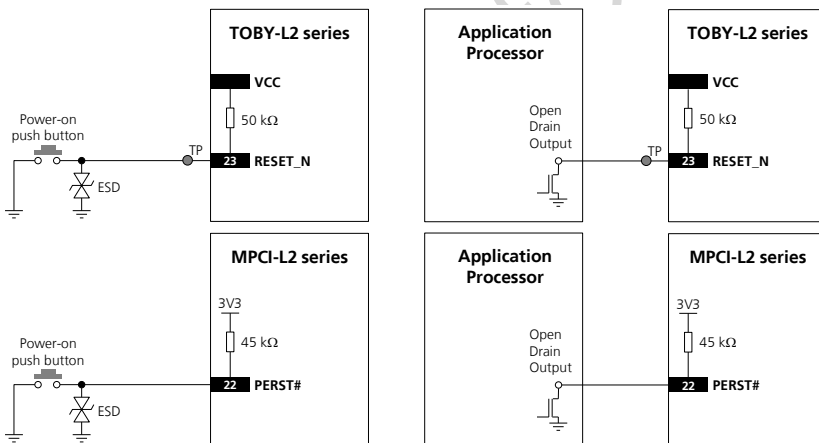 TOBY-L2 series
VCC
50 kΩ
Power-on
push button
TP
23 RESET_N
ESD
Application
Processor
Open
Drain
Output
TOBY-L2 series
VCC
50 kΩ
TP
23 RESET_N
MPCI-L2 series
3V3
45 kΩ
Power-on
push button
22 PERST#
ESD
Application
Processor
Open
Drain
Output
MPCI-L2 series
3V3
45 kΩ
22 PERST#